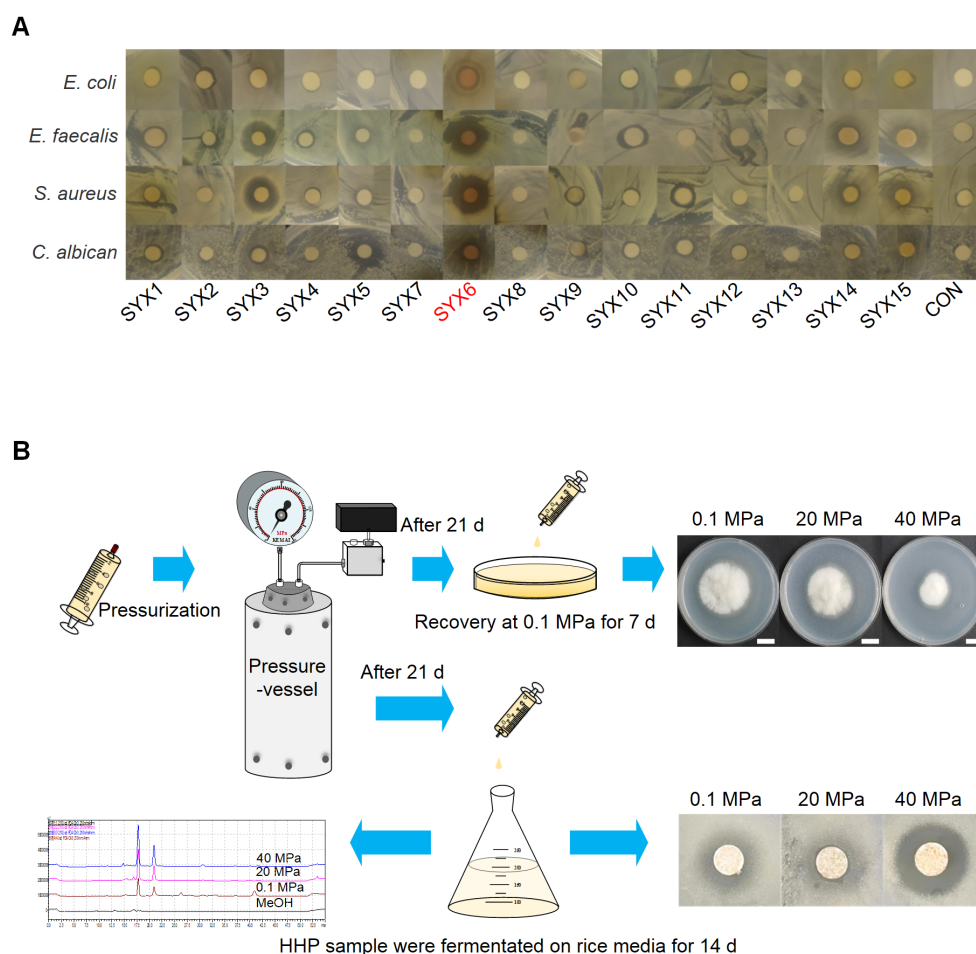 A
E. coli
E. faecalis
S. aureus
C. albican
SYX1 SYX2 SYX3 SYX4 SYX5 SYX7 SYX6 SYX8 SYX9 SYX10 SYX11 SYX12 SYX13 SYX14 SYX15 CON
B
MPa
Pressurization
After 21 d
Recovery at 0.1 MPa for 7 d
0.1 MPa 20 MPa 40 MPa
Pressure
-vessel
After 21 d
0.1 MPa 20 MPa 40 MPa
40 MPa
20 MPa
0.1 MPa
MeOH
HHP sample were fermentated on rice media for 14 d